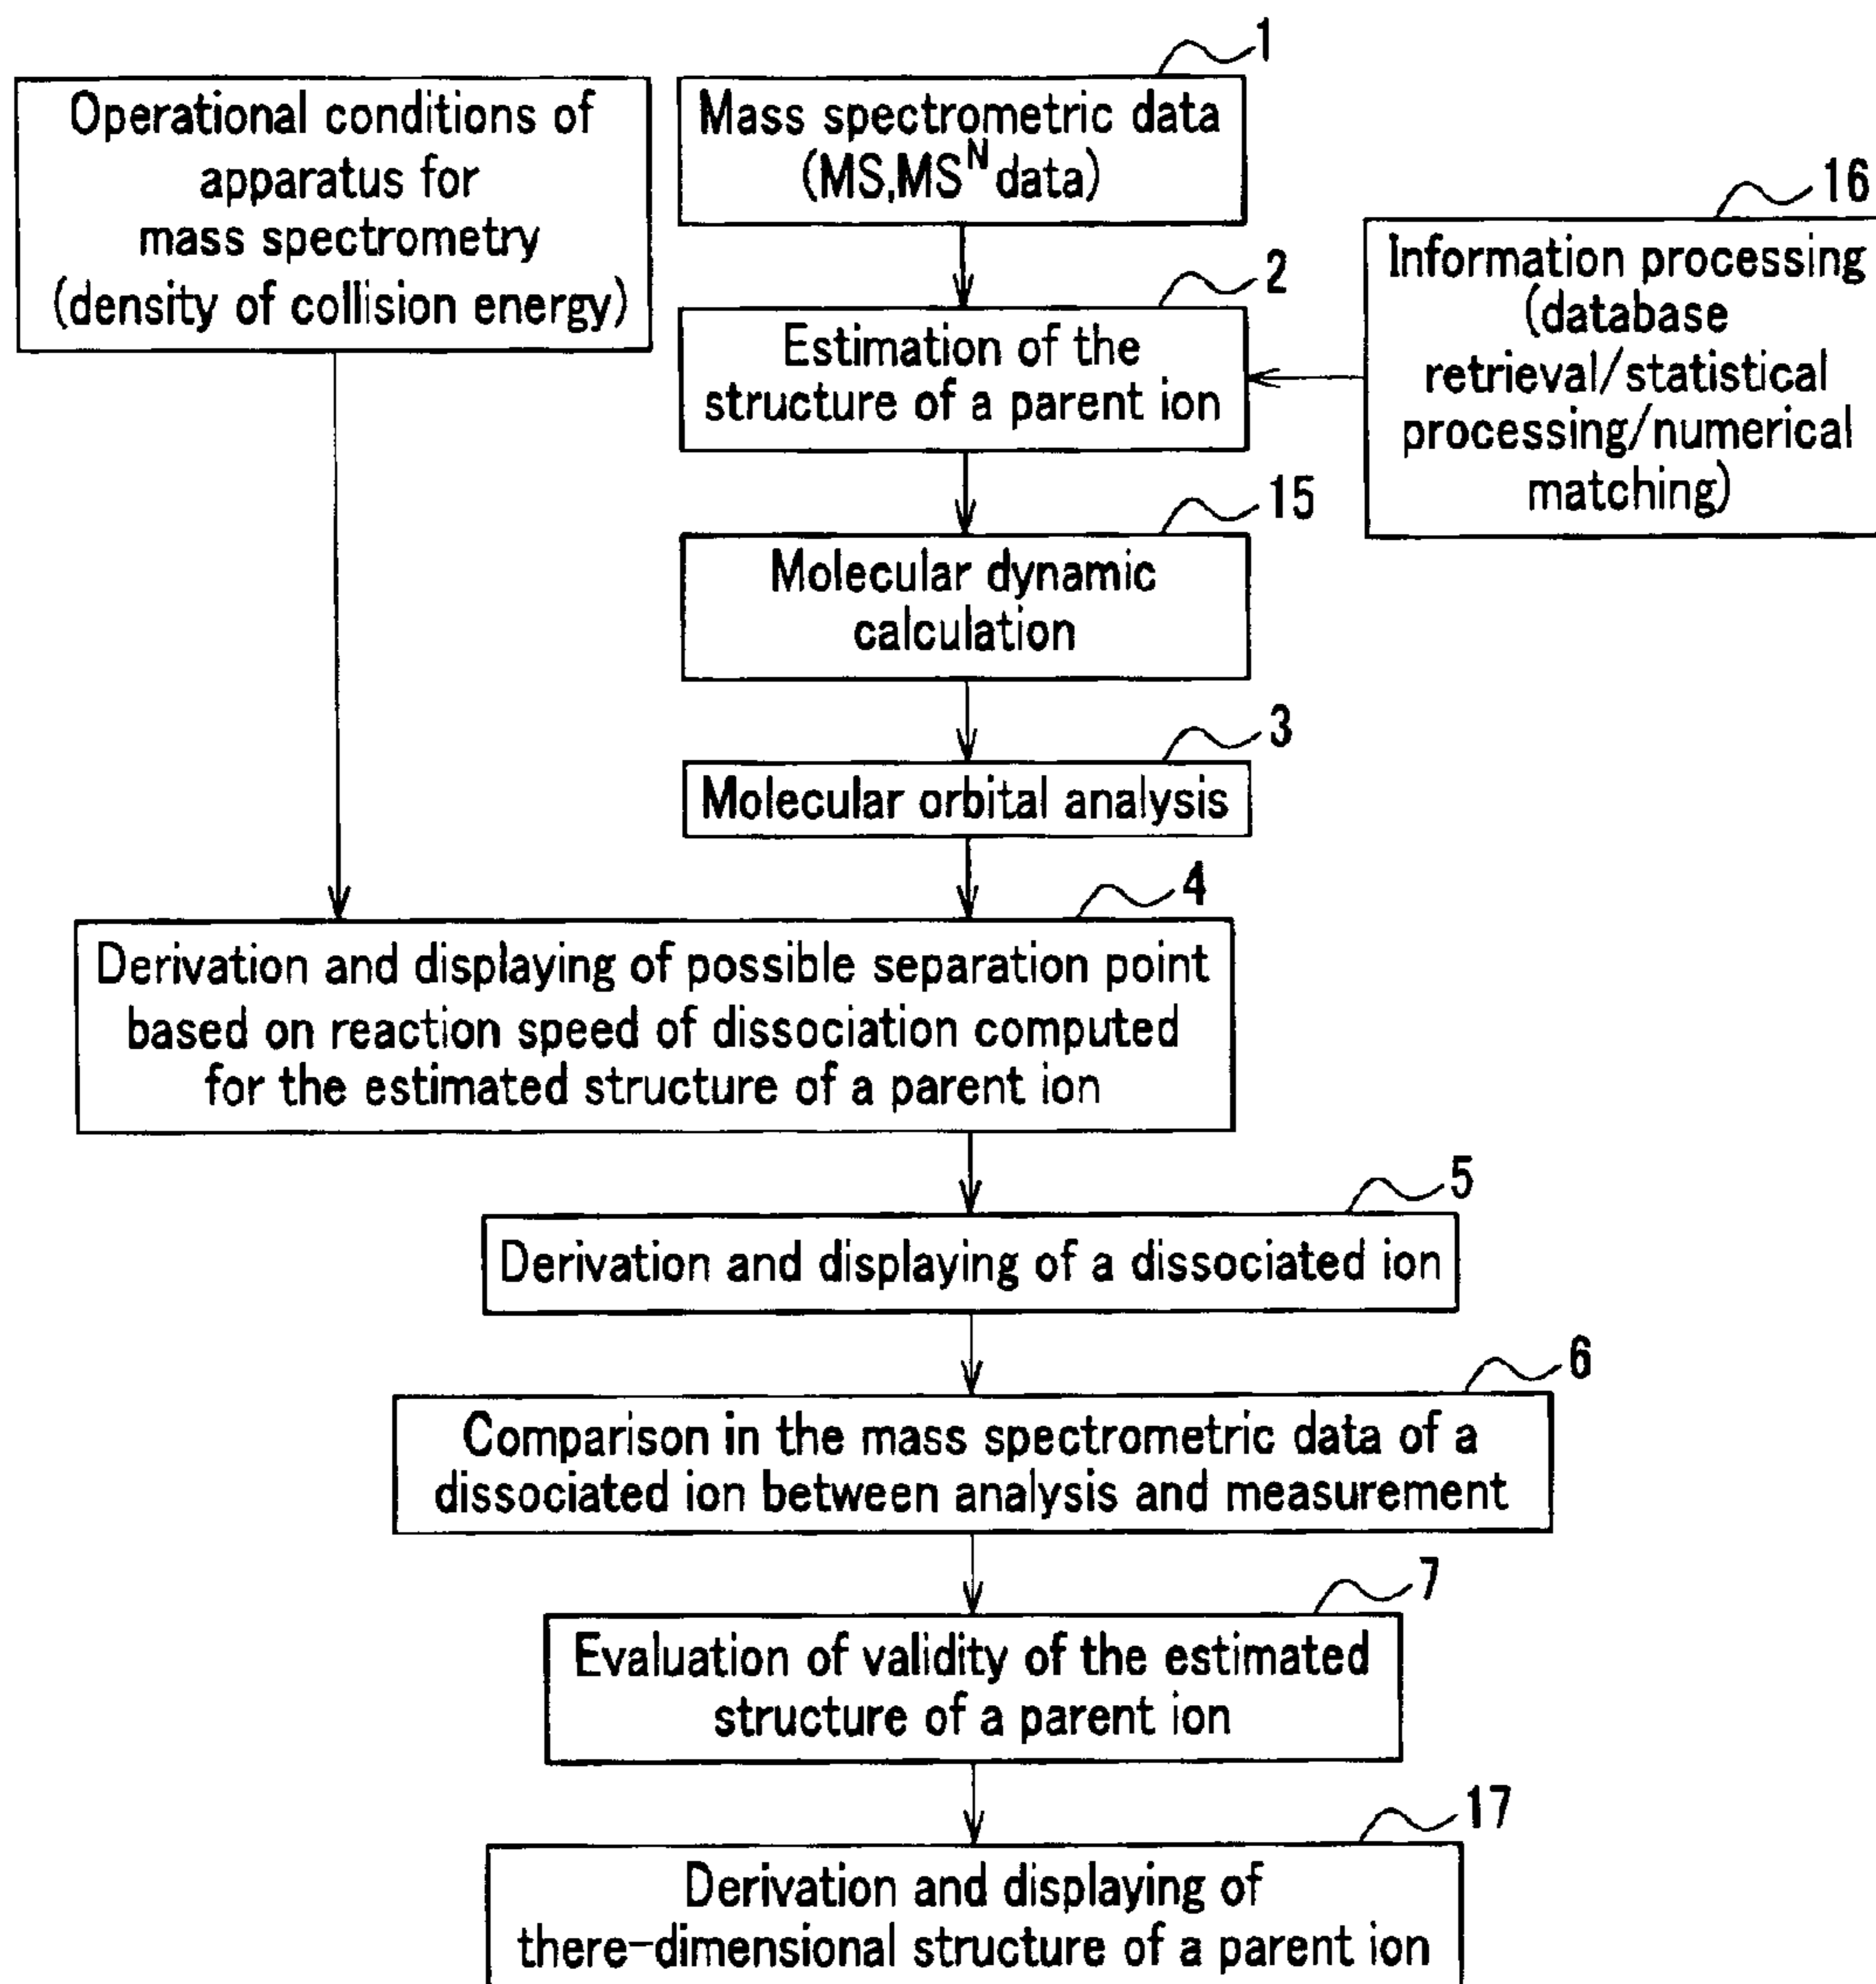 1
Operational conditions of
apparatus for
mass spectrometry
(density of collision energy)
Mass spectrometric data
(MS,MS^N data)
16
Information processing
(database
retrieval/statistical
processing/numerical
matching)
2
Estimation of the
structure of a parent ion
15
Molecular dynamic
calculation
3
Molecular orbital analysis
4
Derivation and displaying of possible separation point
based on reaction speed of dissociation computed
for the estimated structure of a parent ion
5
Derivation and displaying of a dissociated ion
6
Comparison in the mass spectrometric data of a
dissociated ion between analysis and measurement
7
Evaluation of validity of the estimated
structure of a parent ion
17
Derivation and displaying of
there-dimensional structure of a parent ion